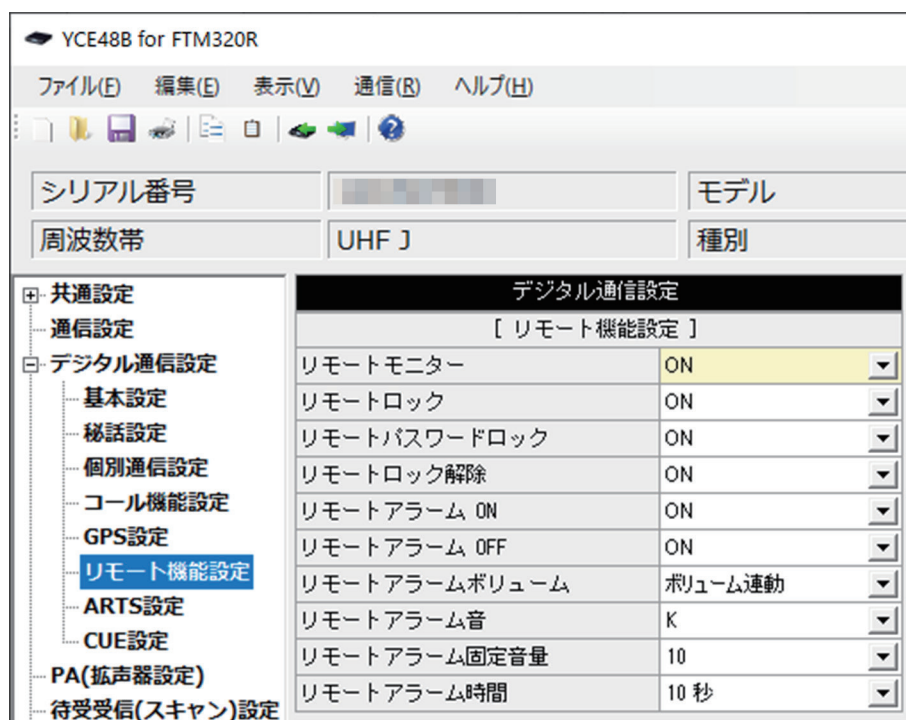 YCE48B for FTM320R
ファイル(F) 編集(E) 表示(V) 通信(R) ヘルプ(H)
シリアル番号 モデル
周波数帯 UHF J 種別
共通設定
通信設定
デジタル通信設定
基本設定
秘話設定
個別通信設定
コール機能設定
GPS設定
リモート機能設定
ARTS設定
CUE設定
PA(拡声器設定)
待受受信(スキャン)設定
デジタル通信設定
[ リモート機能設定 ]
リモートモニター ON
リモートロック ON
リモートパスワードロック ON
リモートロック解除 ON
リモートアラーム ON ON
リモートアラーム OFF ON
リモートアラームボリューム ボリューム連動
リモートアラーム音 K
リモートアラーム固定音量 10
リモートアラーム時間 10 秒